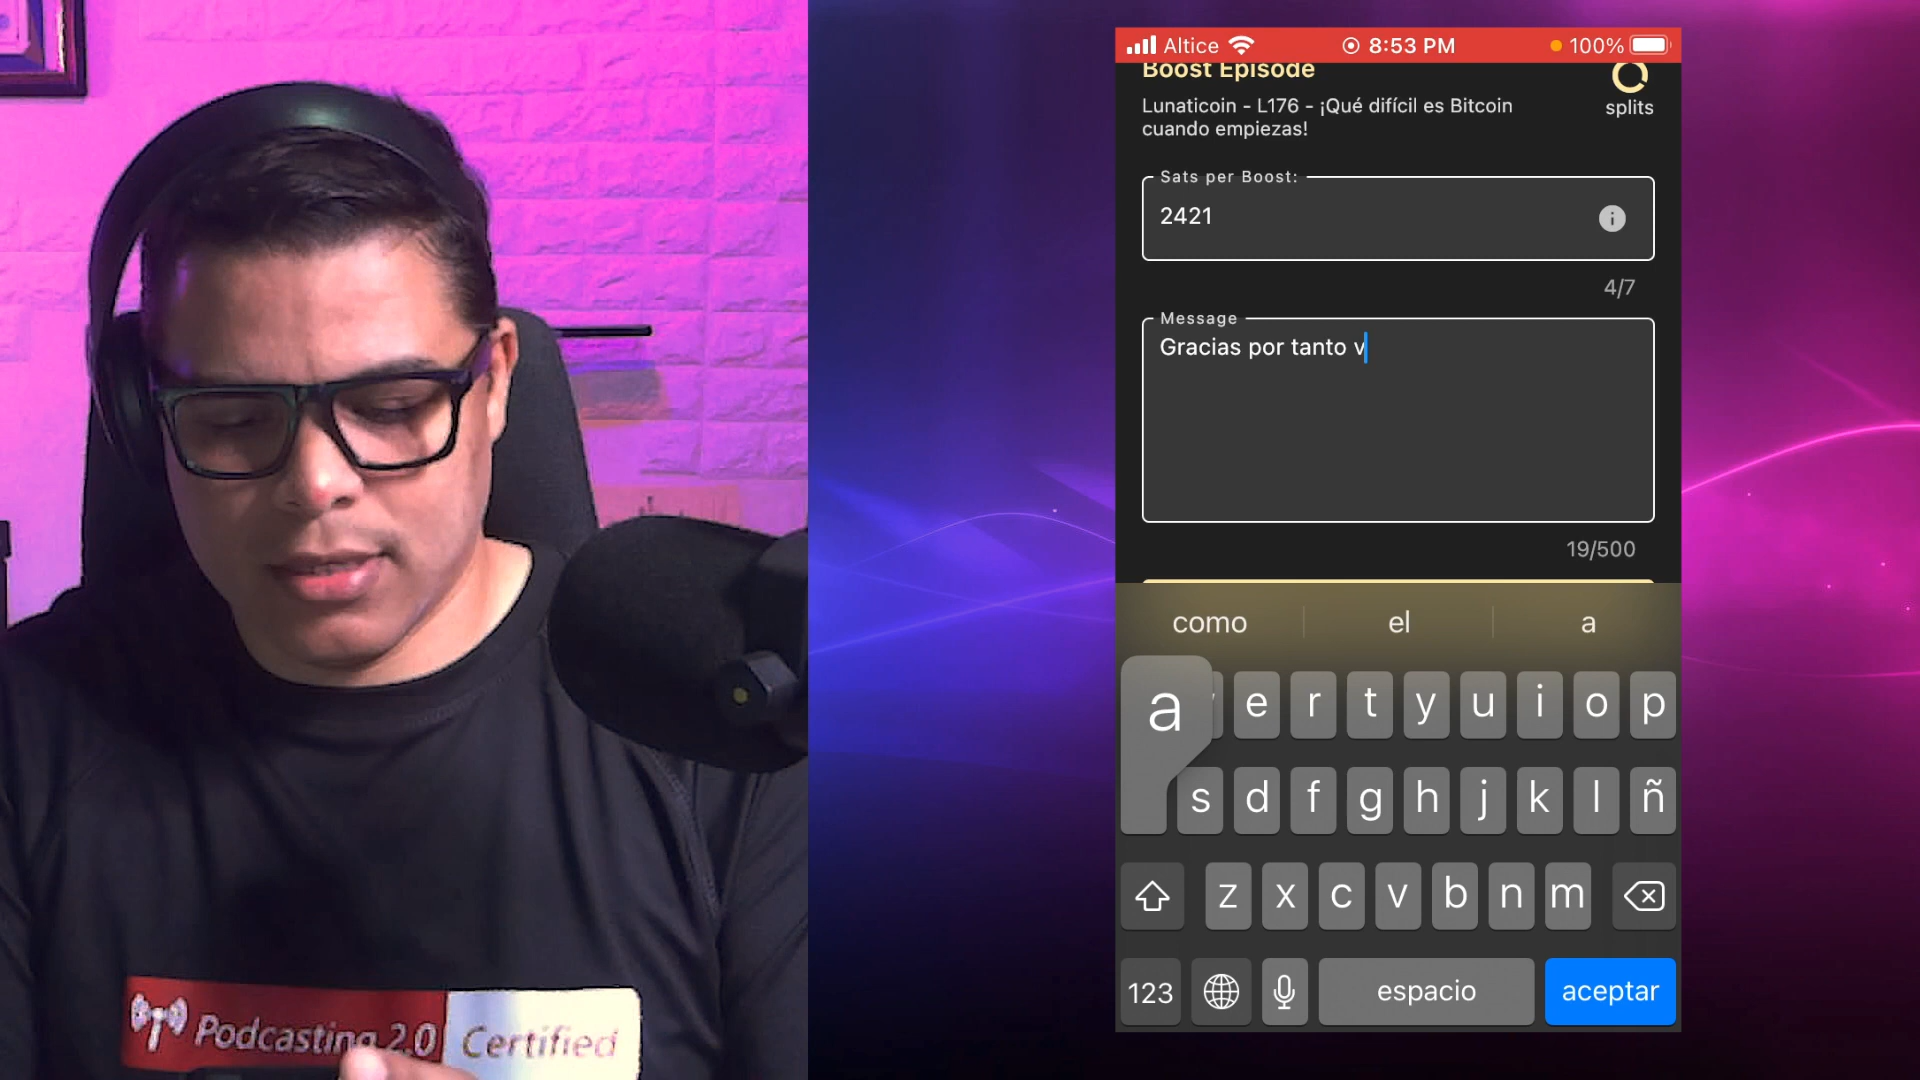 Altice
8:53 PM
100%
Boost Episode
splits
Lunaticoin - L176 - ¡Qué difícil es Bitcoin
cuando empiezas!
Sats per Boost:
2421
4/7
Message
Gracias por tanto v
19/500
como el a
a e r t y u i o p
s d f g h j k l ñ
z x c v b n m
123 espacio aceptar
Podcasting 2.0 Certified